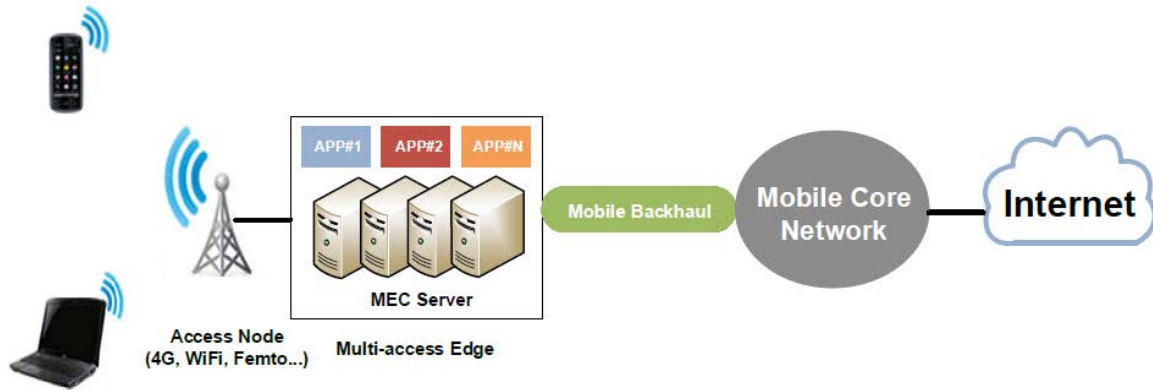 APP#1
APP#2
APP#N
MEC Server
Multi-access Edge
Access Node
(4G, WiFi, Femto...)
Mobile Backhaul
Mobile Core
Network
Internet